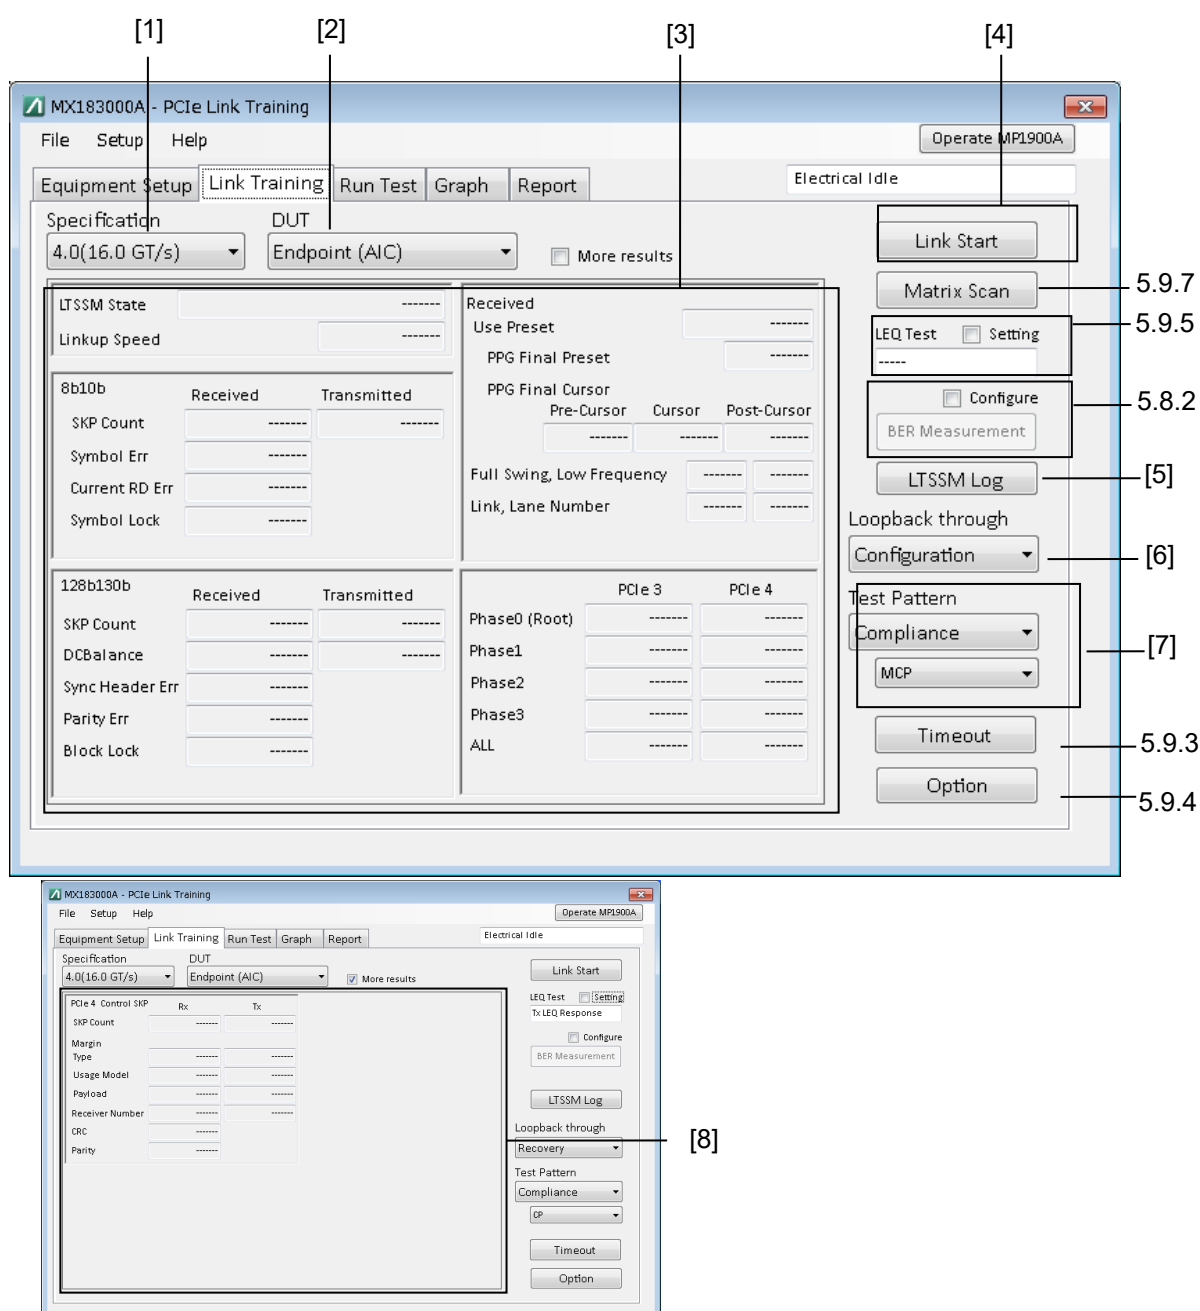 [1] [2] [3] [4]
MX183000A - PCIe Link Training
File Setup Help Operate MP1900A
Equipment Setup Link Training Run Test Graph Report Electrical Idle
Specification DUT
4.0(16.0 GT/s) Endpoint (AIC) More results Link Start
Matrix Scan 5.9.7
LTSSM State ------- Received
Use Preset -------
LEQ Test Setting 5.9.5
Linkup Speed -------
PPG Final Preset ------- -----
8b10b Received Transmitted
PPG Final Cursor
Pre-Cursor Cursor Post-Cursor
------- ------- -------
Configure 5.8.2
BER Measurement
SKP Count ------- -------
Symbol Err -------
Full Swing, Low Frequency ------- -------
LTSSM Log [5]
Current RD Err -------
Link, Lane Number ------- -------
Symbol Lock -------
Loopback through
Configuration [6]
128b130b Received Transmitted
PCIe 3 PCIe 4
Test Pattern
SKP Count ------- -------
Phase0 (Root) ------- -------
Compliance [7]
DCBalance ------- -------
Phase1 ------- -------
Sync Header Err -------
Phase2 ------- -------
MCP
Parity Err -------
Phase3 ------- -------
Block Lock -------
ALL ------- -------
Timeout 5.9.3
Option 5.9.4
MX183000A - PCIe Link Training
File Setup Help Operate MP1900A
Equipment Setup Link Training Run Test Graph Report Electrical Idle
Specification DUT
4.0(16.0 GT/s) Endpoint (AIC) More results Link Start
PCIe 4 Control SKP Rx Tx
LEQ Test Setting
Tx LEQ Response
SKP Count ------- -------
Margin
Type ------- -------
Configure
BER Measurement
Usage Model ------- -------
Payload ------- -------
LTSSM Log
Receiver Number ------- -------
CRC -------
Loopback through
Parity -------
Recovery [8]
Test Pattern
Compliance
CP
Timeout
Option